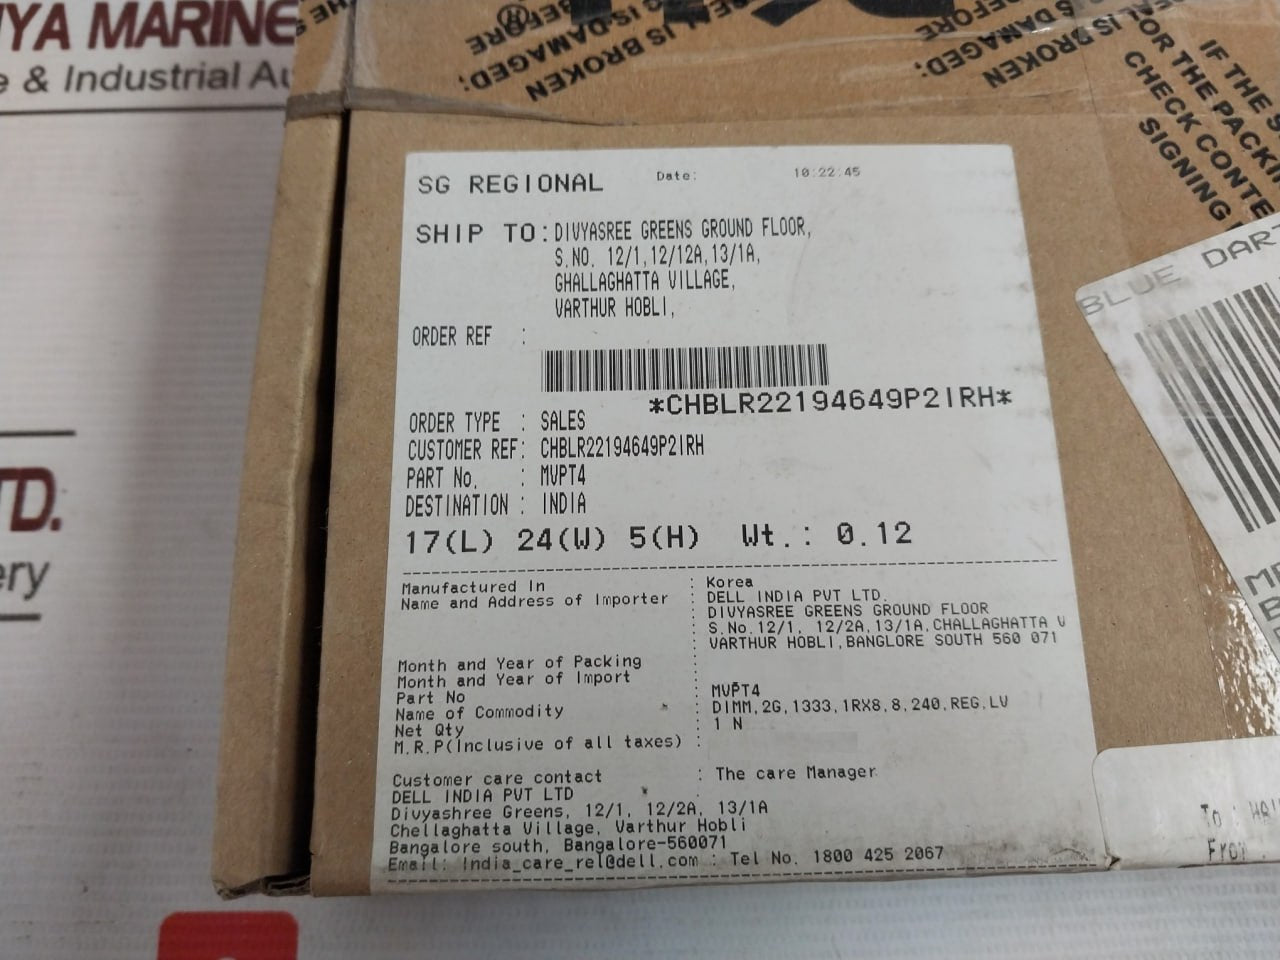 YA MARINE
e & Industrial Au
TD.
ery
BEFORE
IS DAMAGED:
SEAL IS BROKEN
BEFORE
DAMAGED:
IS BROKEN
IF THE S
OR THE PACKIN
CHECK CONTE
SIGNING
SG REGIONAL Date: 10:22:45
SHIP TO: DIVYASREE GREENS GROUND FLOOR,
S.NO. 12/1,12/12A,13/1A,
GHALLAGHATTA VILLAGE,
VARTHUR HOBLI,
ORDER REF :
*CHBLR22194649P2IRH*
ORDER TYPE : SALES
CUSTOMER REF: CHBLR22194649P2IRH
PART No. : MVPT4
DESTINATION : INDIA
17(L) 24(W) 5(H) Wt.: 0.12
Manufactured In : Korea
Name and Address of Importer : DELL INDIA PVT LTD.
: DIVYASREE GREENS GROUND FLOOR
: S.No.12/1, 12/2A,13/1A,CHALLAGHATTA V
: VARTHUR HOBLI,BANGLORE SOUTH 560 071
Month and Year of Packing :
Month and Year of Import :
Part No : MVPT4
Name of Commodity : DIMM,2G,1333,1RX8,8,240,REG,LV
Net Qty : 1 N
M.R.P(Inclusive of all taxes) :
Customer care contact : The care Manager
DELL INDIA PVT LTD
Divyashree Greens, 12/1, 12/2A, 13/1A
Chellaghatta Village, Varthur Hobli
Bangalore south, Bangalore-560071
Email: India_care_rel@dell.com : Tel No. 1800 425 2067
BLUE DART
To :
From